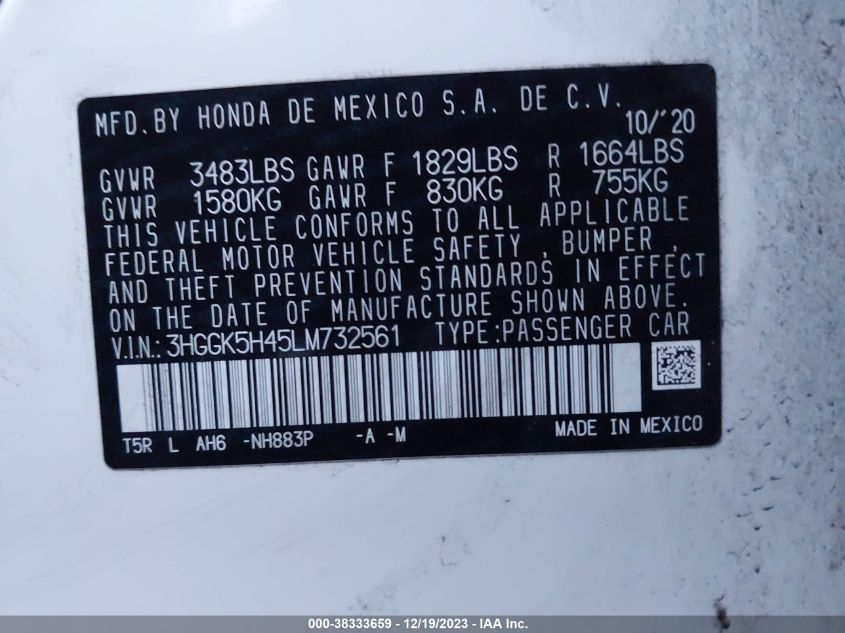 MFD. BY HONDA DE MEXICO S.A. DE C.V.
10/'20
GVWR 3483LBS GAWR F 1829LBS R 1664LBS
GVWR 1580KG GAWR F 830KG R 755KG
THIS VEHICLE CONFORMS TO ALL APPLICABLE
FEDERAL MOTOR VEHICLE SAFETY , BUMPER ,
AND THEFT PREVENTION STANDARDS IN EFFECT
ON THE DATE OF MANUFACTURE SHOWN ABOVE.
V.I.N.: 3HGGK5H45LM732561 TYPE:PASSENGER CAR
T5R L AH6 -NH883P -A -M MADE IN MEXICO
000-38333659 - 12/19/2023 - IAA Inc.